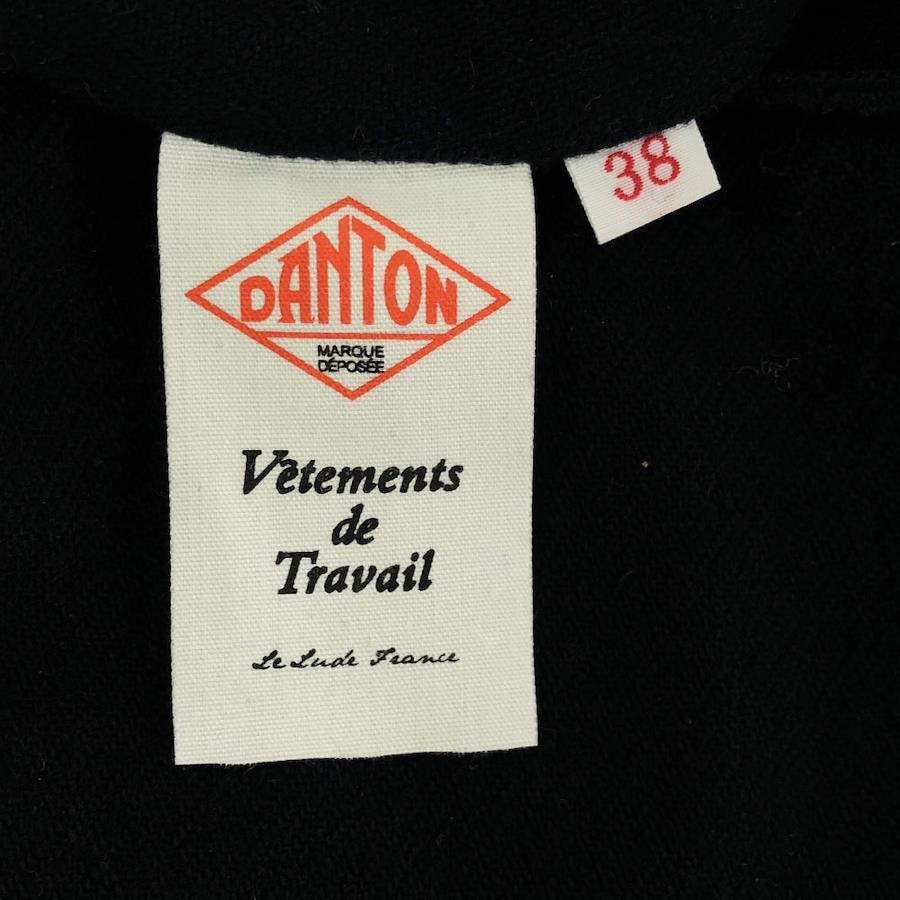 DANTON
MARQUE
DÉPOSÉE
Vêtements
de
Travail
Le Lude France
38